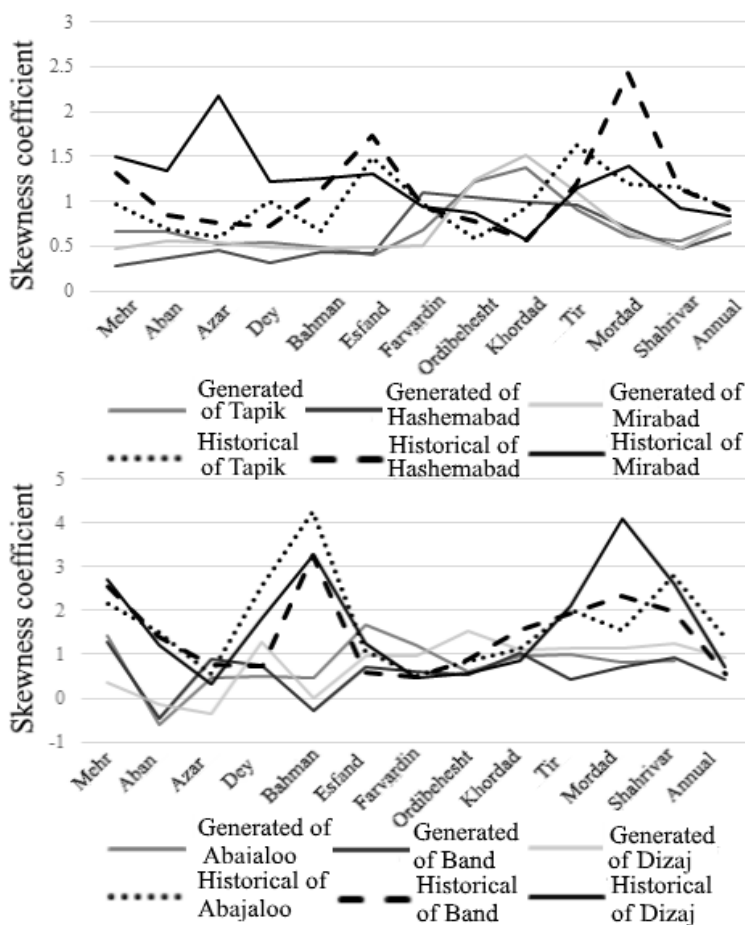 3
2.5
2
1.5
1
0.5
0
Skewness coefficient
Mehr
Aban
Azar
Dey
Bahman
Esfand
Farvardin
Ordibehesht
Khordad
Tir
Mordad
Shahrivar
Annual
Generated of Tapik
Generated of Hashemabad
Generated of Mirabad
Historical of Tapik
Historical of Hashemabad
Historical of Mirabad
5
4
3
2
1
0
-1
Skewness coefficient
Mehr
Aban
Azar
Dey
Bahman
Esfand
Farvardin
Ordibehesht
Khordad
Tir
Mordad
Shahrivar
Annual
Generated of Abajaloo
Generated of Band
Generated of Dizaj
Historical of Abajaloo
Historical of Band
Historical of Dizaj